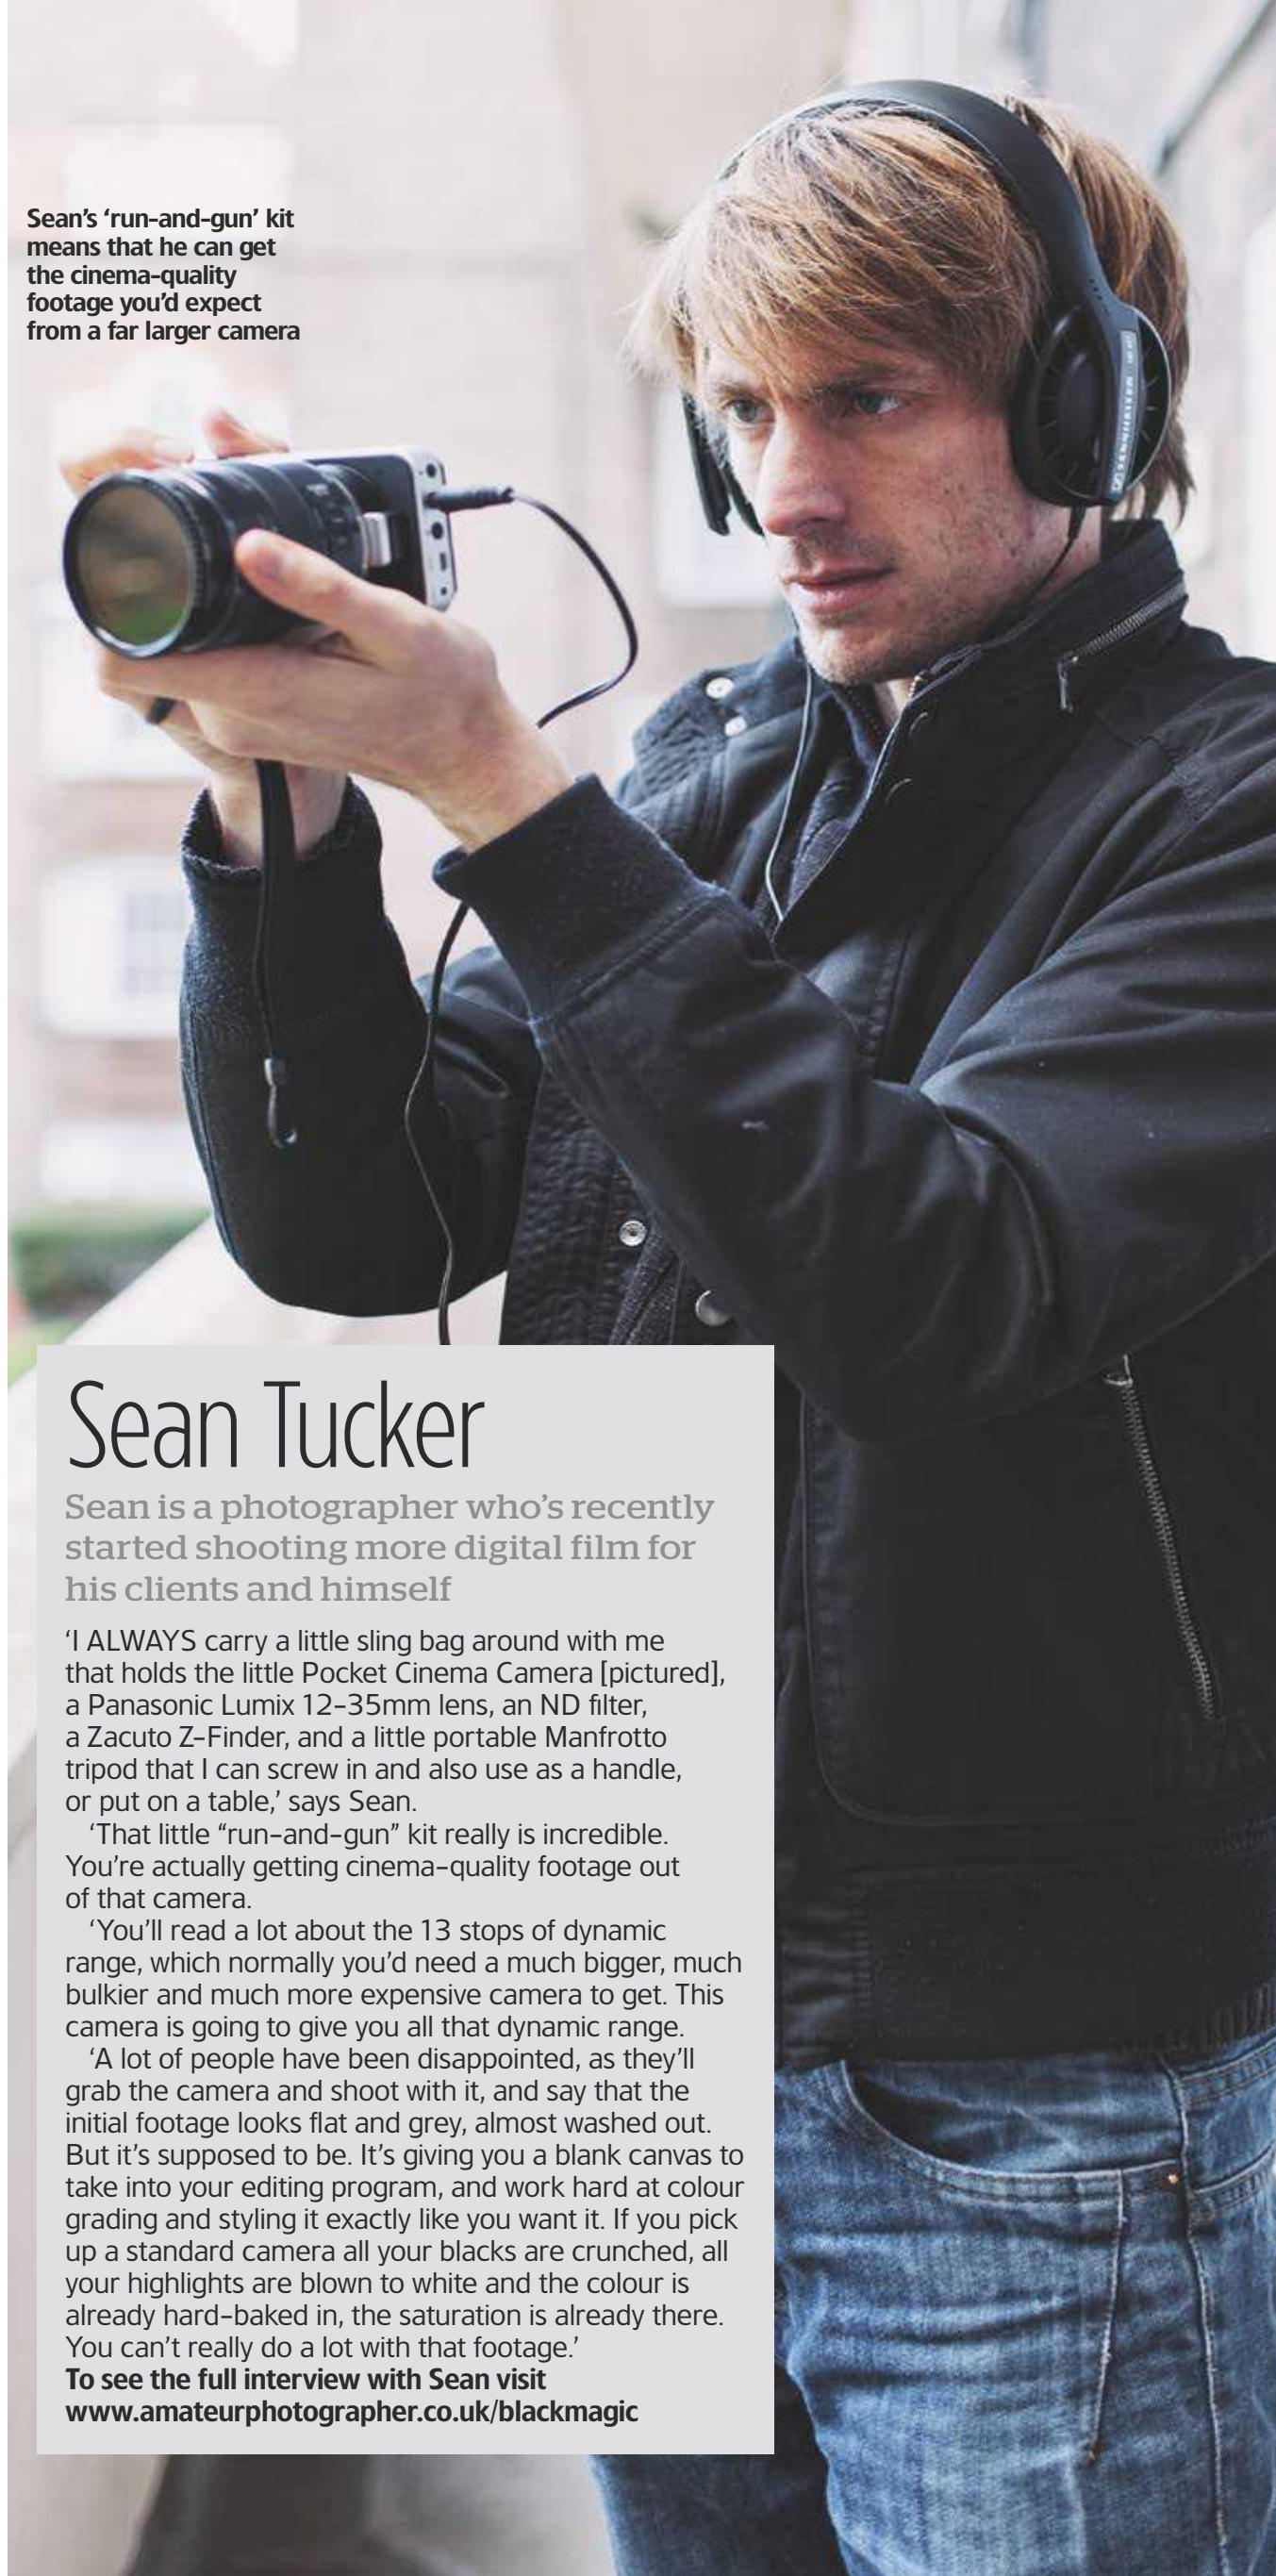 Sean’s ‘run-and-gun’ kit
means that he can get
the cinema-quality
footage you’d expect
from a far larger camera
SENNHEISER
Sean Tucker
Sean is a photographer who’s recently
started shooting more digital film for
his clients and himself
‘I ALWAYS carry a little sling bag around with me
that holds the little Pocket Cinema Camera [pictured],
a Panasonic Lumix 12-35mm lens, an ND filter,
a Zacuto Z-Finder, and a little portable Manfrotto
tripod that I can screw in and also use as a handle,
or put on a table,’ says Sean.
‘That little “run-and-gun” kit really is incredible.
You’re actually getting cinema-quality footage out
of that camera.
‘You’ll read a lot about the 13 stops of dynamic
range, which normally you’d need a much bigger, much
bulkier and much more expensive camera to get. This
camera is going to give you all that dynamic range.
‘A lot of people have been disappointed, as they’ll
grab the camera and shoot with it, and say that the
initial footage looks flat and grey, almost washed out.
But it’s supposed to be. It’s giving you a blank canvas to
take into your editing program, and work hard at colour
grading and styling it exactly like you want it. If you pick
up a standard camera all your blacks are crunched, all
your highlights are blown to white and the colour is
already hard-baked in, the saturation is already there.
You can’t really do a lot with that footage.’
To see the full interview with Sean visit
www.amateurphotographer.co.uk/blackmagic